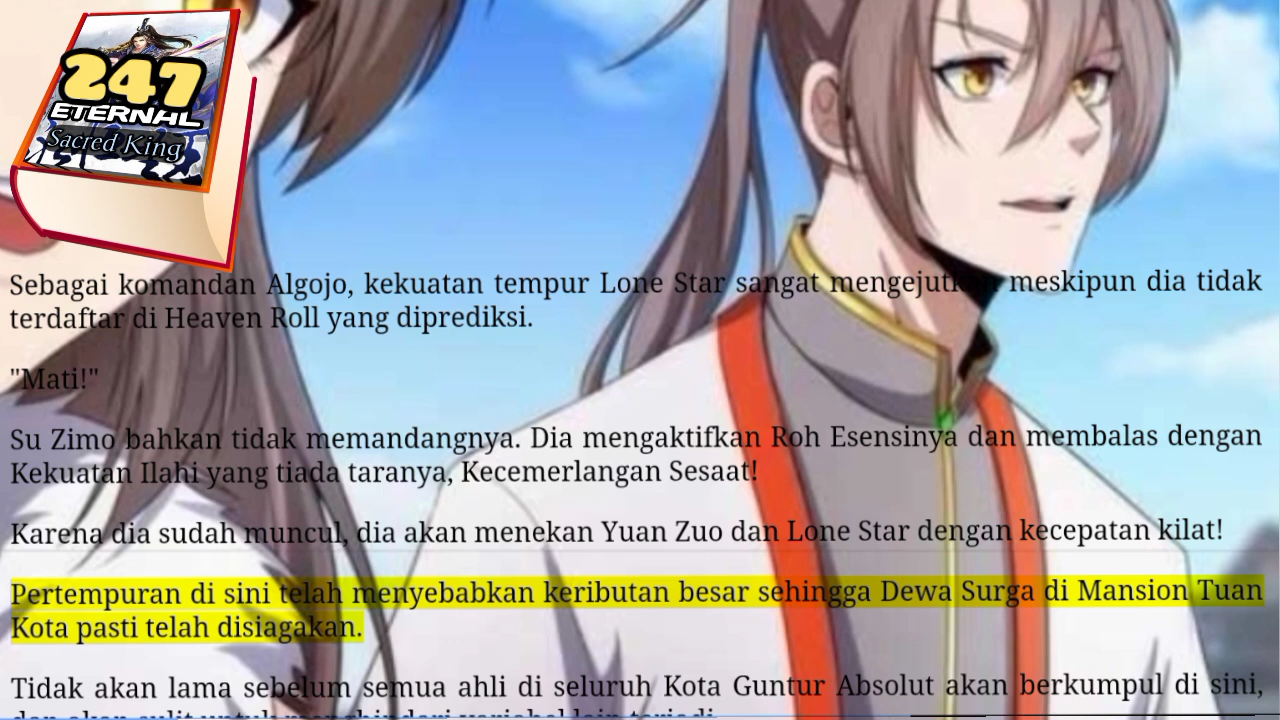 247
ETERNAL
Sacred King
Sebagai komandan Algojo, kekuatan tempur Lone Star sangat mengejutkan meskipun dia tidak
terdaftar di Heaven Roll yang diprediksi.
"Mati!"
Su Zimo bahkan tidak memandangnya. Dia mengaktifkan Roh Esensinya dan membalas dengan
Kekuatan Ilahi yang tiada taranya, Kecemerlangan Sesaat!
Karena dia sudah muncul, dia akan menekan Yuan Zuo dan Lone Star dengan kecepatan kilat!
Pertempuran di sini telah menyebabkan keributan besar sehingga Dewa Surga di Mansion Tuan
Kota pasti telah disiagakan.
Tidak akan lama sebelum semua ahli di seluruh Kota Guntur Absolut akan berkumpul di sini,